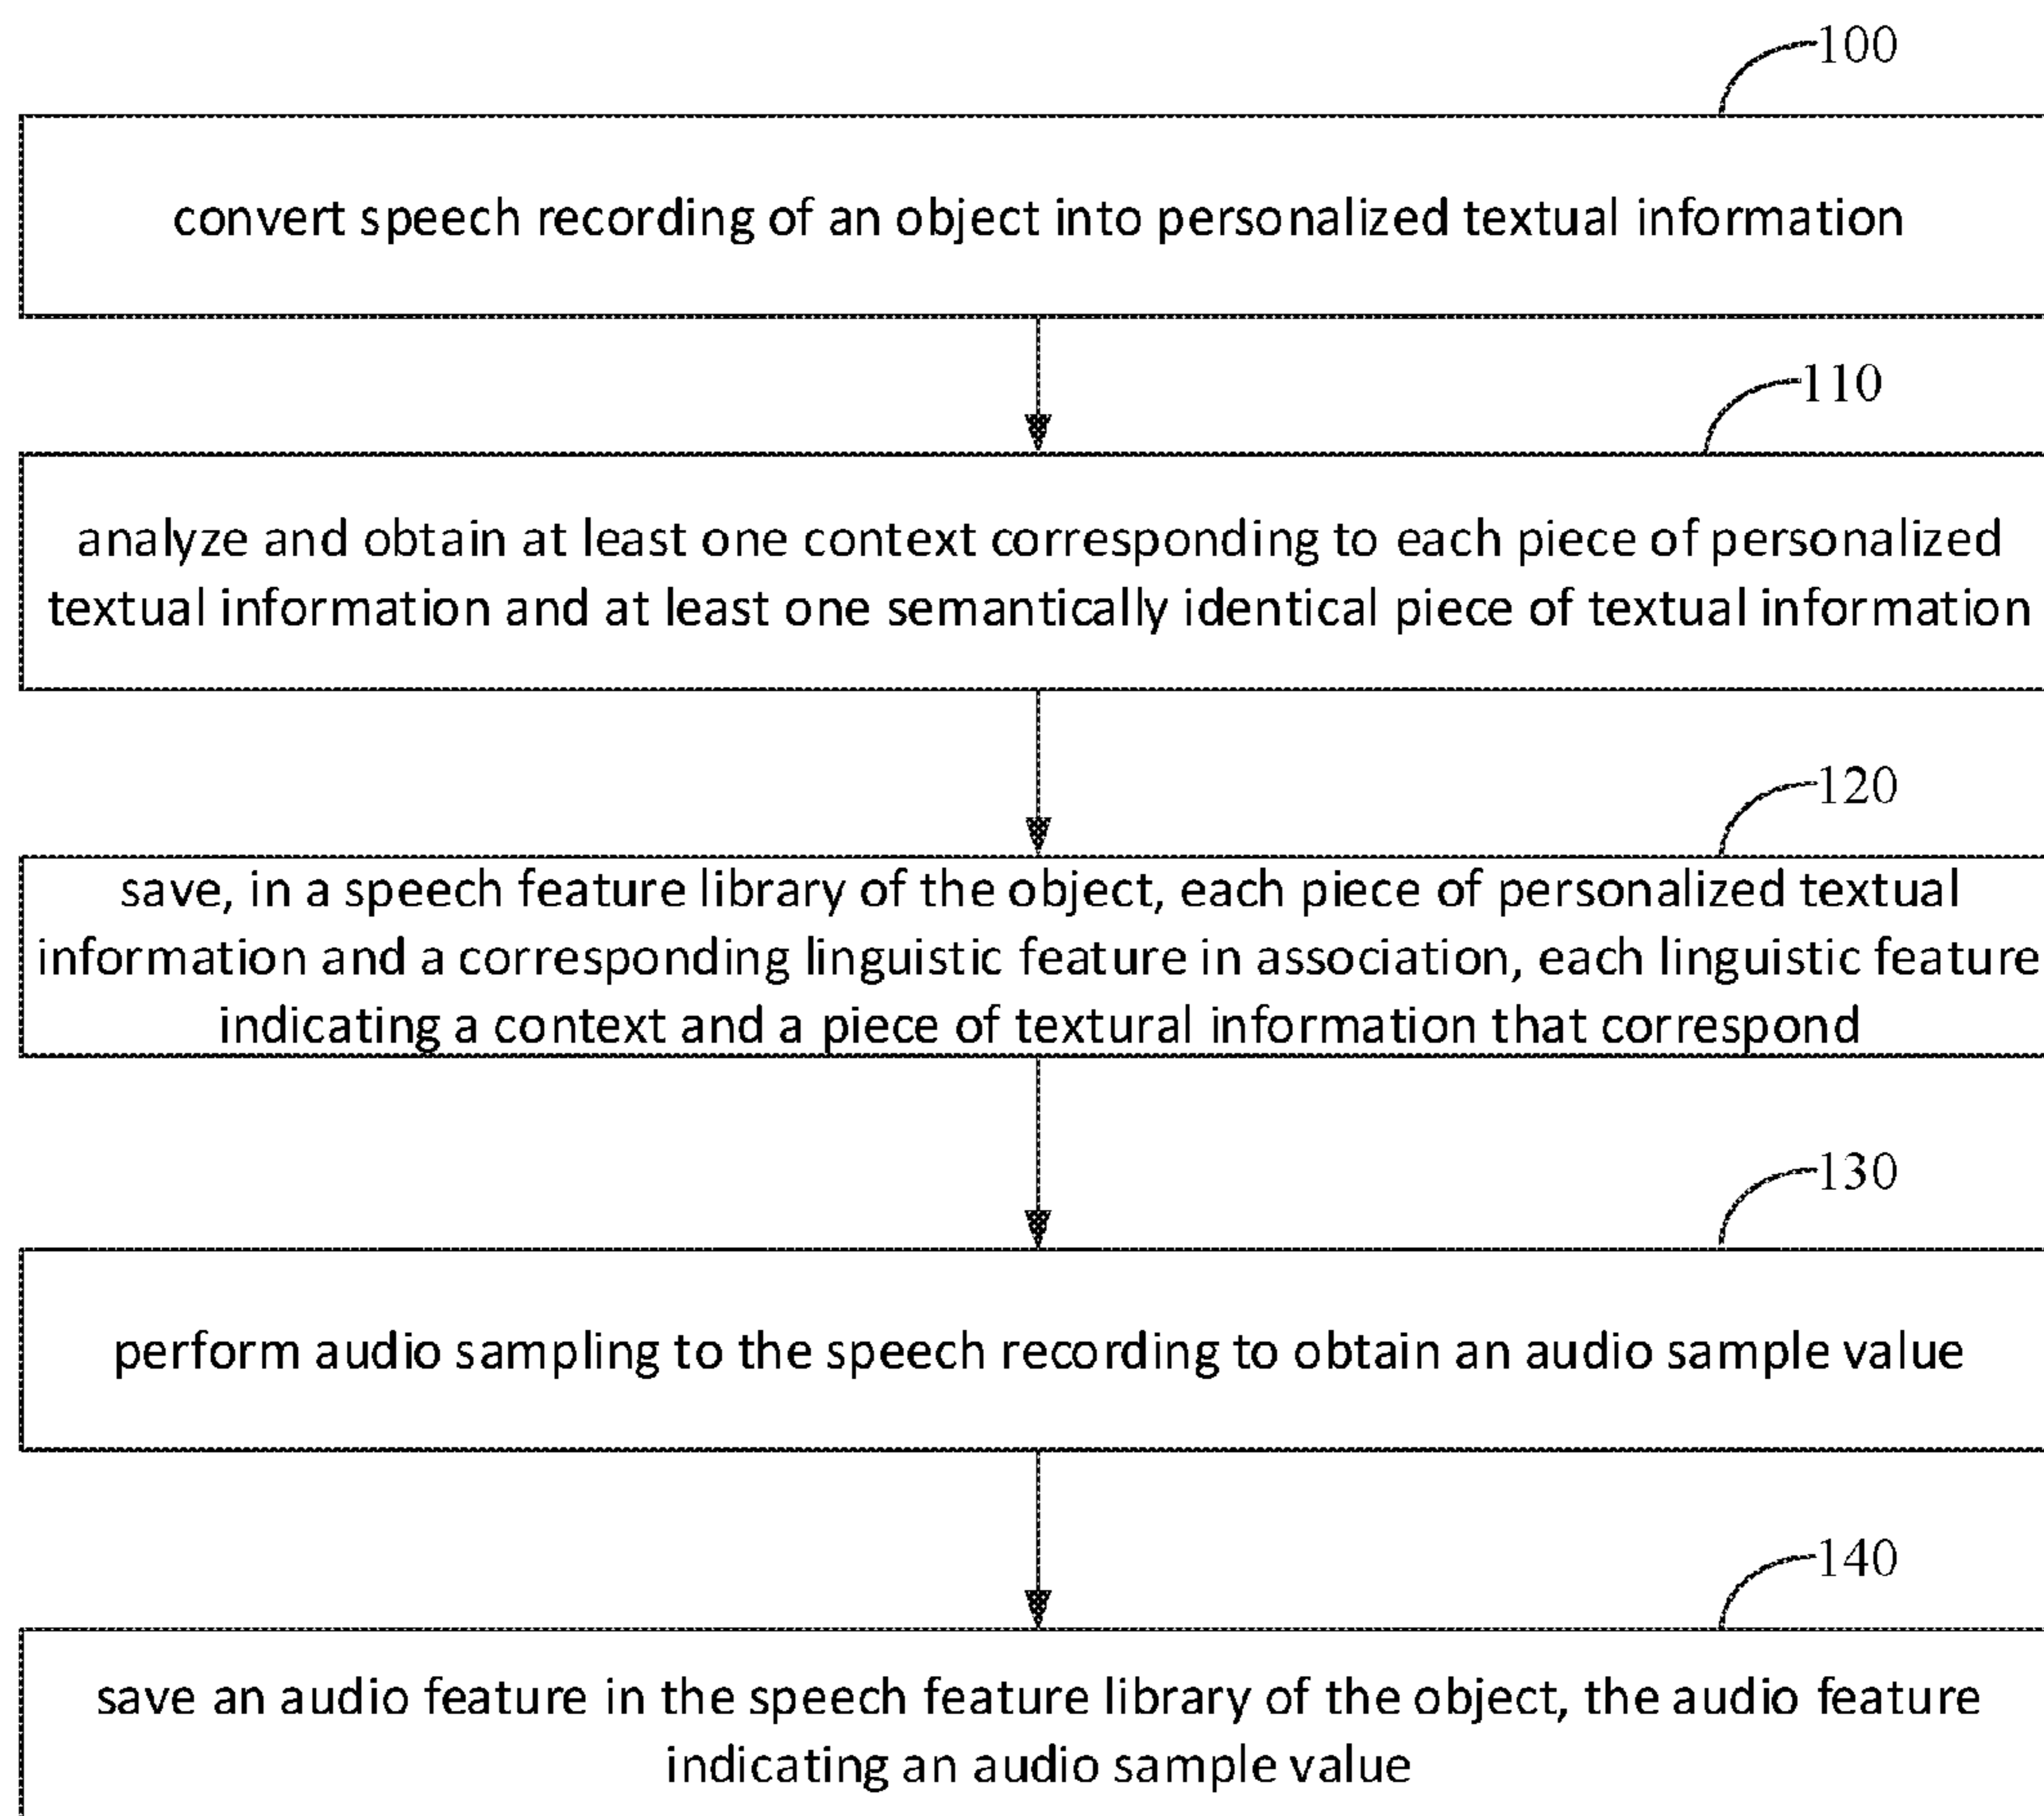 100
convert speech recording of an object into personalized textual information
110
analyze and obtain at least one context corresponding to each piece of personalized
textual information and at least one semantically identical piece of textual information
120
save, in a speech feature library of the object, each piece of personalized textual
information and a corresponding linguistic feature in association, each linguistic feature
indicating a context and a piece of textural information that correspond
130
perform audio sampling to the speech recording to obtain an audio sample value
140
save an audio feature in the speech feature library of the object, the audio feature
indicating an audio sample value